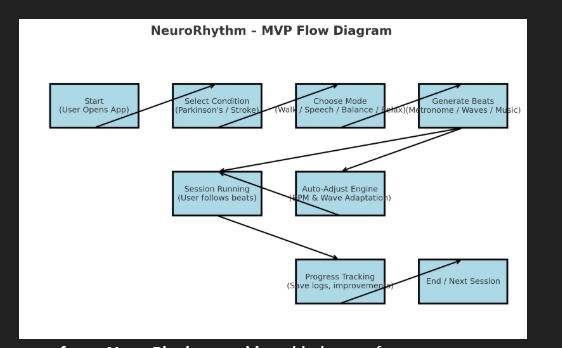 NeuroRhythm – MVP Flow Diagram
Start
(User Opens App)
Select Condition
(Parkinson's / Stroke)
Choose Mode
(Walk / Speech / Balance / Relax)
Generate Beats
(Metronome / Waves / Music)
Session Running
(User follows beats)
Auto-Adjust Engine
(BPM & Wave Adaptation)
Progress Tracking
(Save logs, improvements)
End / Next Session